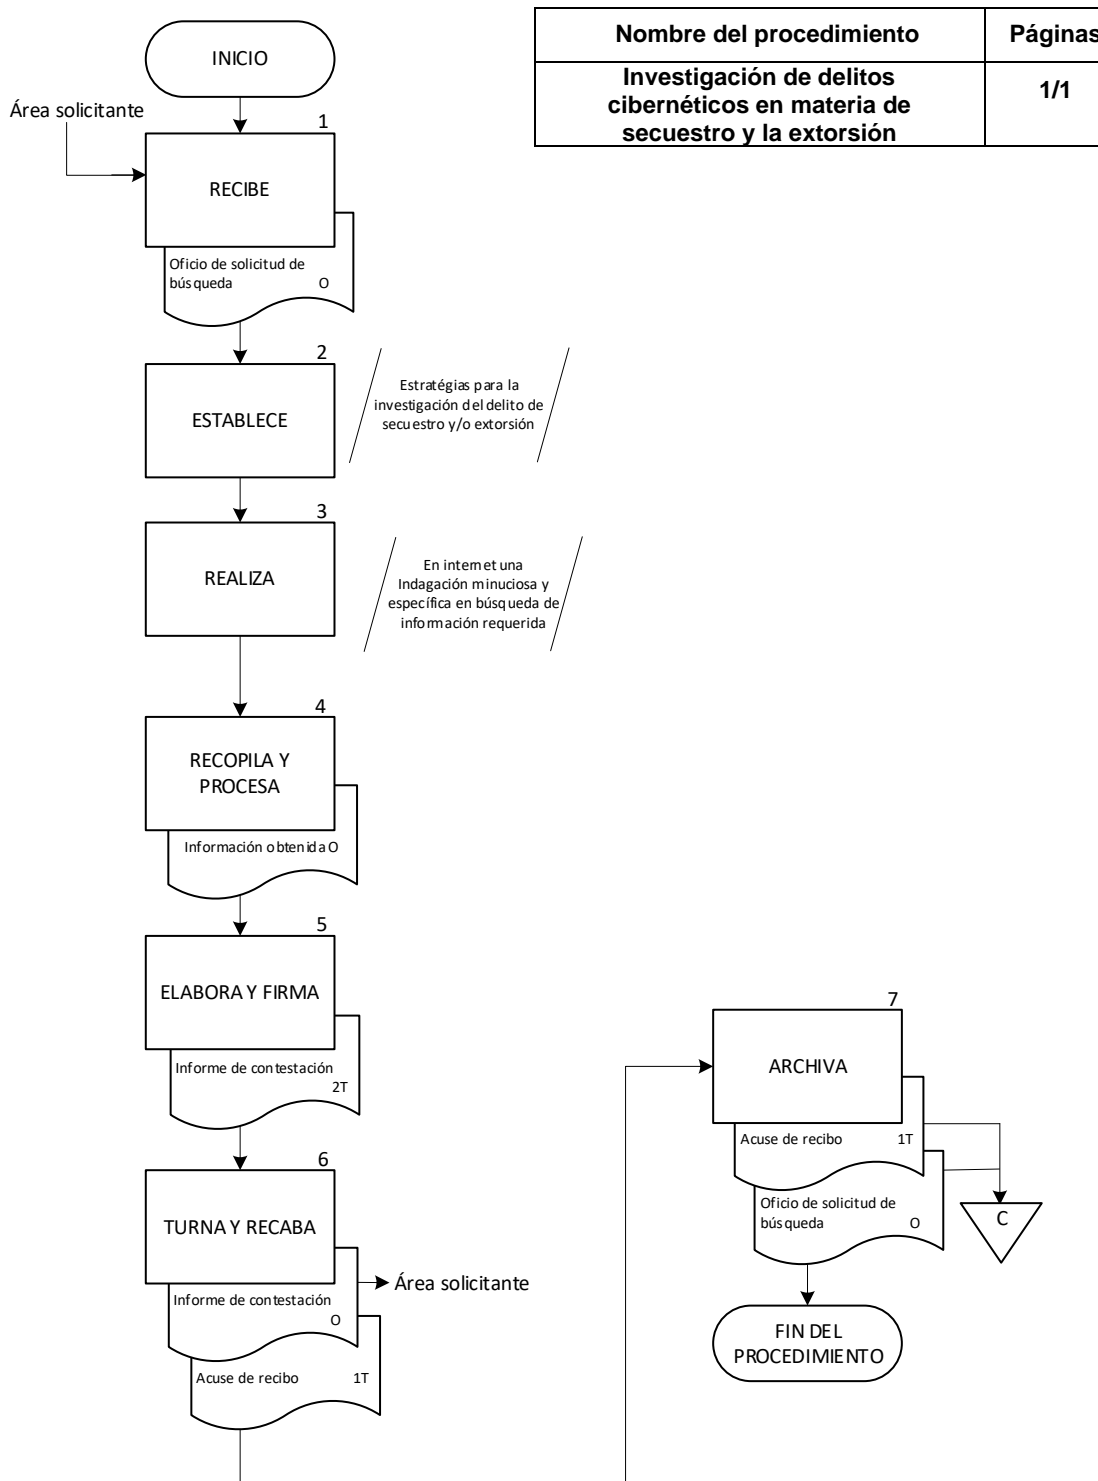 Nombre del procedimiento
Páginas
Investigación de delitos
cibernéticos en materia de
secuestro y la extorsión
1/1
INICIO
Área solicitante
1
RECIBE
Oficio de solicitud de
búsqueda O
2
ESTABLECE
Estratégias para la
investigación del delito de
secuestro y/o extorsión
3
REALIZA
En internet una
Indagación minuciosa y
específica en búsqueda de
información requerida
4
RECOPILA Y
PROCESA
Información obtenida O
5
ELABORA Y FIRMA
Informe de contestación
2T
6
TURNA Y RECABA
Informe de contestación
O
Área solicitante
Acuse de recibo 1T
7
ARCHIVA
Acuse de recibo 1T
Oficio de solicitud de
búsqueda O
C
FIN DEL
PROCEDIMIENTO